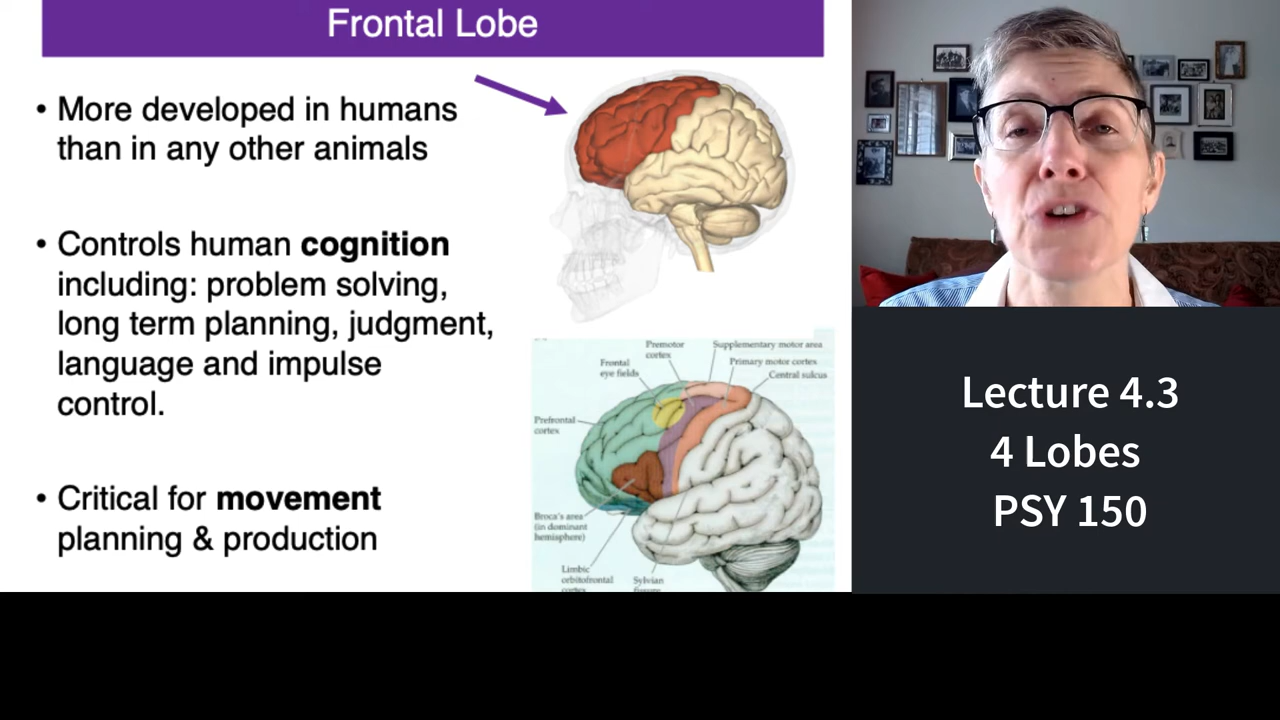 Frontal Lobe
• More developed in humans
than in any other animals
• Controls human cognition
including: problem solving,
long term planning, judgment,
language and impulse
control.
• Critical for movement
planning & production
Premotor
cortex
Supplementary motor area
Frontal
eye fields
Primary motor cortex
Central sulcus
Prefrontal
cortex
Broca's area
(in dominant
hemisphere)
Limbic
orbitofrontal
cortex
Sylvian
fissure
Lecture 4.3
4 Lobes
PSY 150